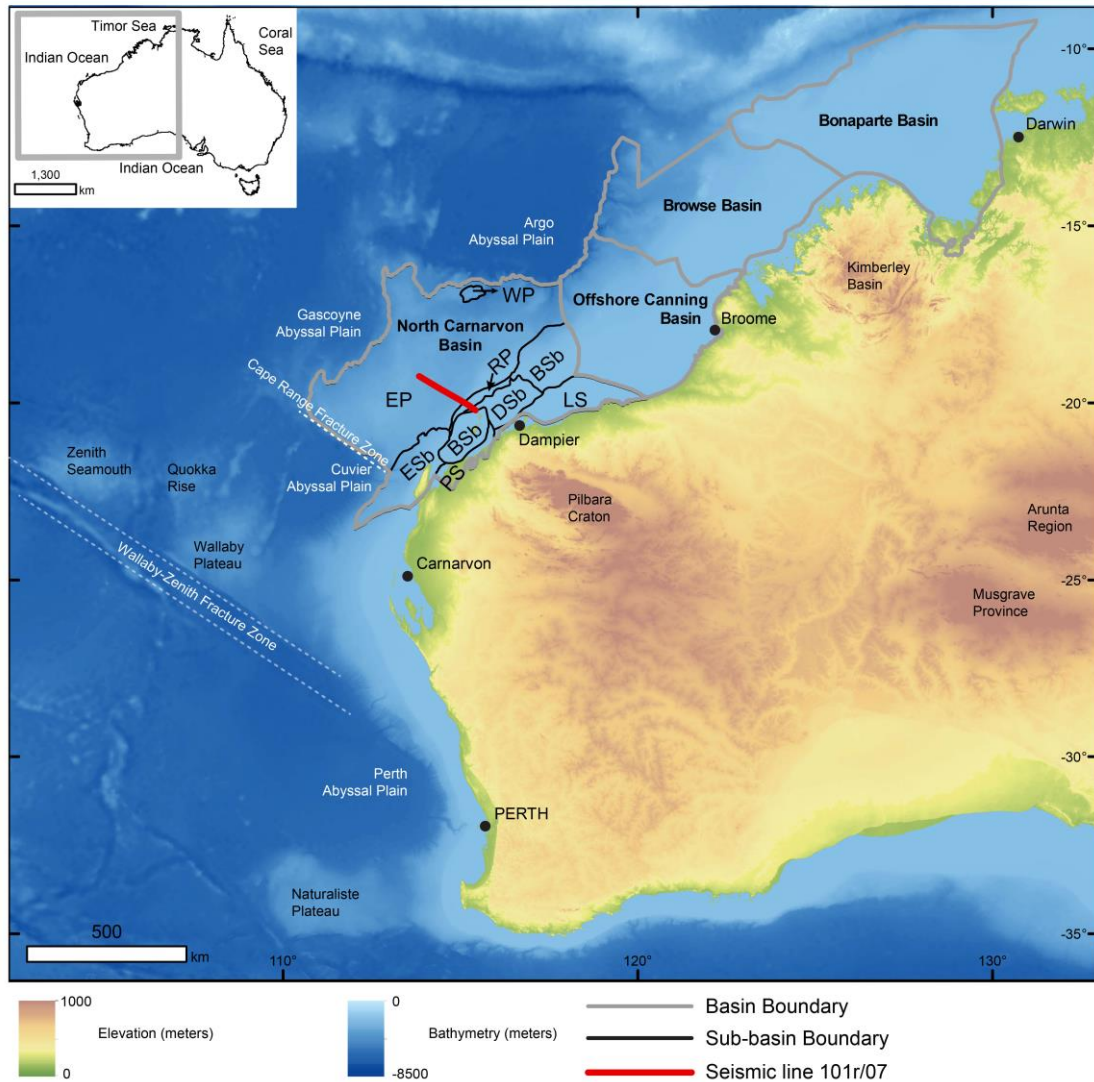 Timor Sea
Coral
Sea
Indian Ocean
Indian Ocean
1,300
km
-10°
Bonaparte Basin
Darwin
Browse Basin
Argo
Abyssal Plain
-15°
Kimberley
Basin
WP
Offshore Canning
Basin
Broome
Gascoyne
Abyssal Plain
North Carnarvon
Basin
RP
BSb
Cape Range Fracture Zone
EP
DSb
LS
-20°
BSb
ESb
PS
Dampier
Zenith
Seamouth
Quokka
Rise
Cuvier
Abyssal Plain
Pilbara
Craton
Arunta
Region
Wallaby
Plateau
Wallaby-Zenith Fracture Zone
Carnarvon
-25°
Musgrave
Province
-30°
Perth
Abyssal Plain
PERTH
Naturaliste
Plateau
500
km
-35°
110°
120°
130°
1000
0
Elevation (meters)
0
-8500
Bathymetry (meters)
Basin Boundary
Sub-basin Boundary
Seismic line 101r/07